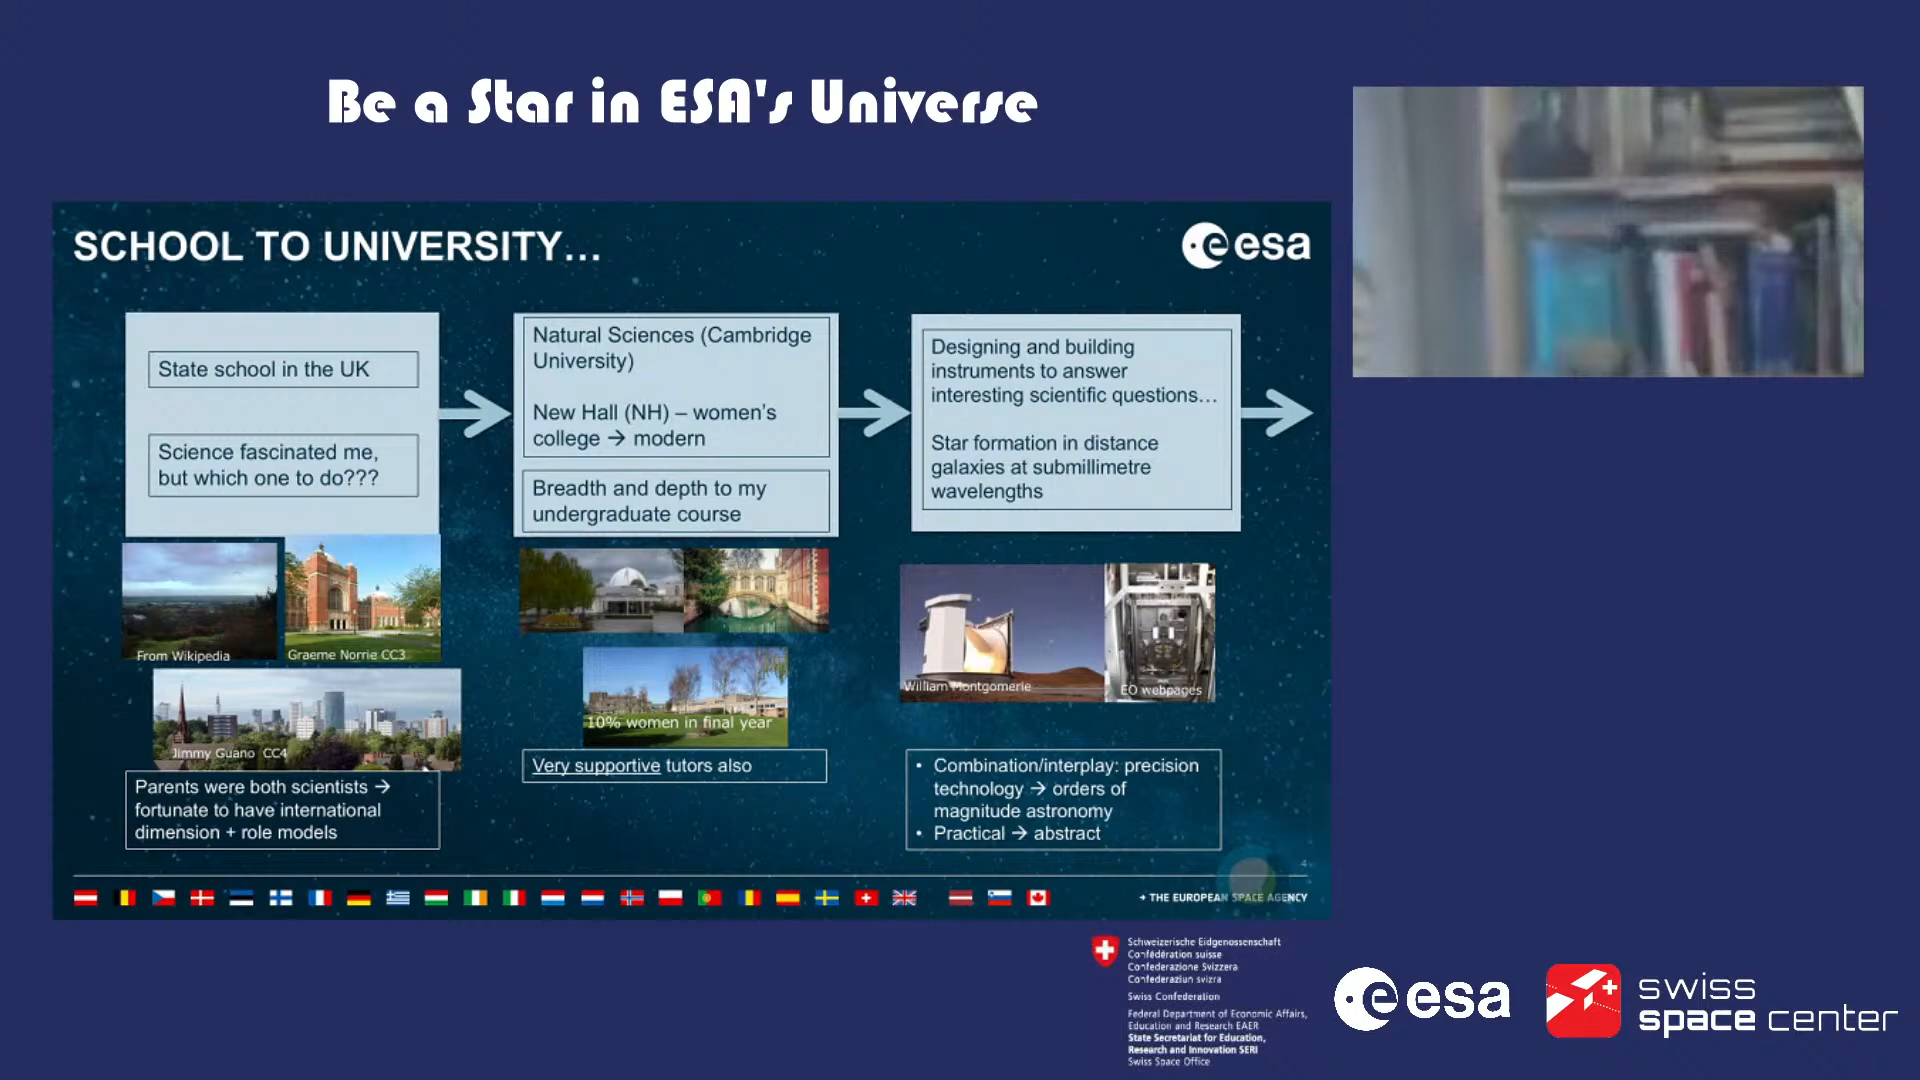 Be a Star in ESA's Universe
SCHOOL TO UNIVERSITY…
esa
State school in the UK
Science fascinated me,
but which one to do???
From Wikipedia
Graeme Norrie CC3
Jimmy Guano CC4
Parents were both scientists →
fortunate to have international
dimension + role models
Natural Sciences (Cambridge
University)
New Hall (NH) – women's
college → modern
Breadth and depth to my
undergraduate course
10% women in final year
Very supportive tutors also
Designing and building
instruments to answer
interesting scientific questions…
Star formation in distance
galaxies at submillimetre
wavelengths
William Montgomerie
EO webpages
• Combination/interplay: precision
technology → orders of
magnitude astronomy
• Practical → abstract
4
→ THE EUROPEAN SPACE AGENCY
Schweizerische Eidgenossenschaft
Confédération suisse
Confederazione Svizzera
Confederaziun svizra
Swiss Confederation
Federal Department of Economic Affairs,
Education and Research EAER
State Secretariat for Education,
Research and Innovation SERI
Swiss Space Office
esa
swiss
space center